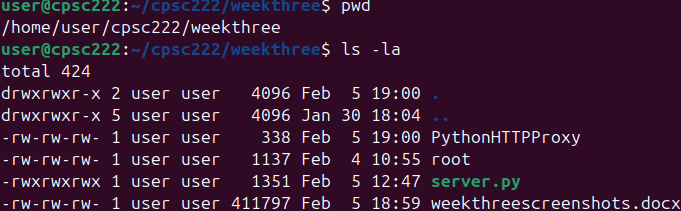 user@cpsc222:~/cpsc222/weekthree$ pwd
/home/user/cpsc222/weekthree
user@cpsc222:~/cpsc222/weekthree$ ls -la
total 424
drwxrwxr-x 2 user user   4096 Feb  5 19:00 .
drwxrwxr-x 5 user user   4096 Jan 30 18:04 ..
-rw-rw-rw- 1 user user    338 Feb  5 19:00 PythonHTTPProxy
-rw-rw-rw- 1 user user   1137 Feb  4 10:55 root
-rwxrwxrwx 1 user user   1351 Feb  5 12:47 server.py
-rw-rw-rw- 1 user user 411797 Feb  5 18:59 weekthreescreenshots.docx